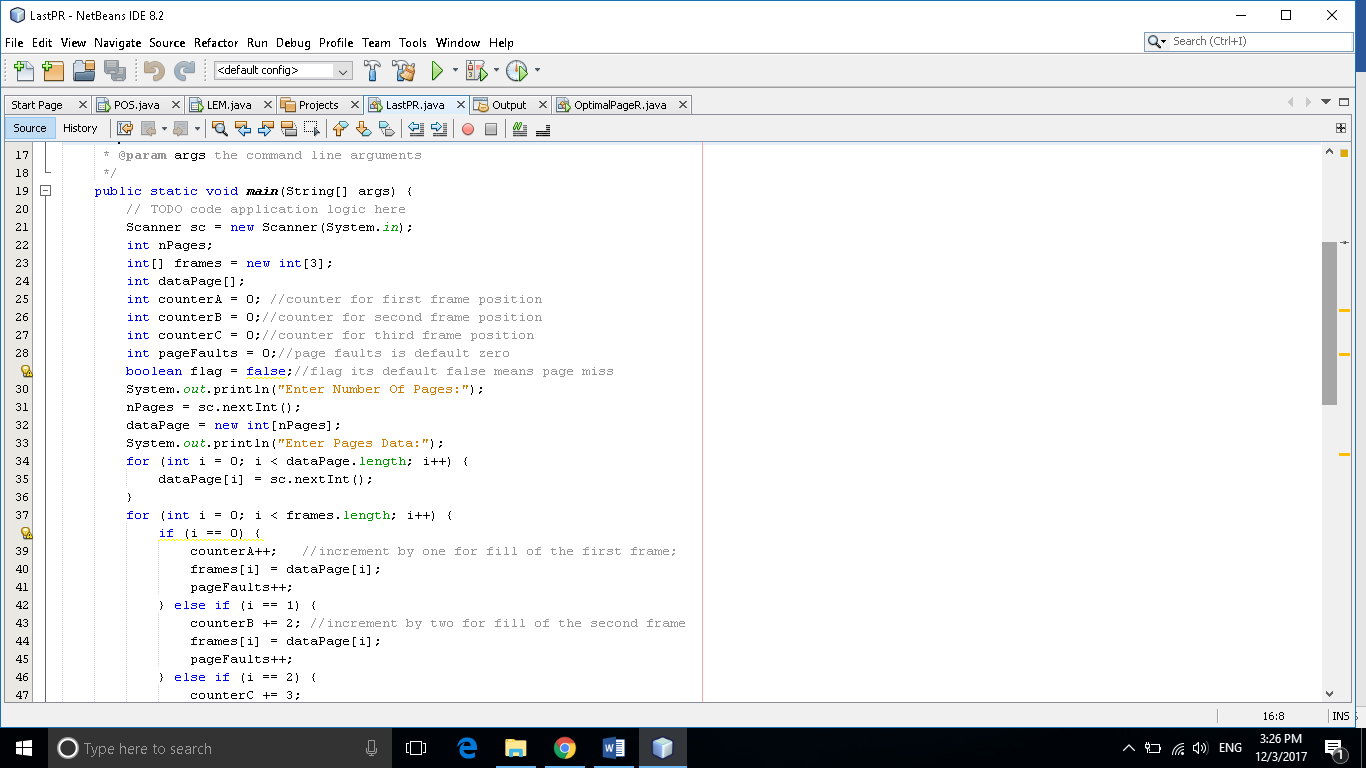 LastPR - NetBeans IDE 8.2
File Edit View Navigate Source Refactor Run Debug Profile Team Tools Window Help
Search (Ctrl+I)
<default config>
Start Page POS.java LEM.java Projects LastPR.java Output OptimalPageR.java
Source History
17 * @param args the command line arguments
18 */
19 public static void main(String[] args) {
20 // TODO code application logic here
21 Scanner sc = new Scanner(System.in);
22 int nPages;
23 int[] frames = new int[3];
24 int dataPage[];
25 int counterA = 0; //counter for first frame position
26 int counterB = 0;//counter for second frame position
27 int counterC = 0;//counter for third frame position
28 int pageFaults = 0;//page faults is default zero
boolean flag = false;//flag its default false means page miss
30 System.out.println("Enter Number Of Pages:");
31 nPages = sc.nextInt();
32 dataPage = new int[nPages];
33 System.out.println("Enter Pages Data:");
34 for (int i = 0; i < dataPage.length; i++) {
35 dataPage[i] = sc.nextInt();
36 }
37 for (int i = 0; i < frames.length; i++) {
if (i == 0) {
39 counterA++; //increment by one for fill of the first frame;
40 frames[i] = dataPage[i];
41 pageFaults++;
42 } else if (i == 1) {
43 counterB += 2; //increment by two for fill of the second frame
44 frames[i] = dataPage[i];
45 pageFaults++;
46 } else if (i == 2) {
47 counterC += 3;
16:8 INS
Type here to search
ENG
3:26 PM
12/3/2017
1